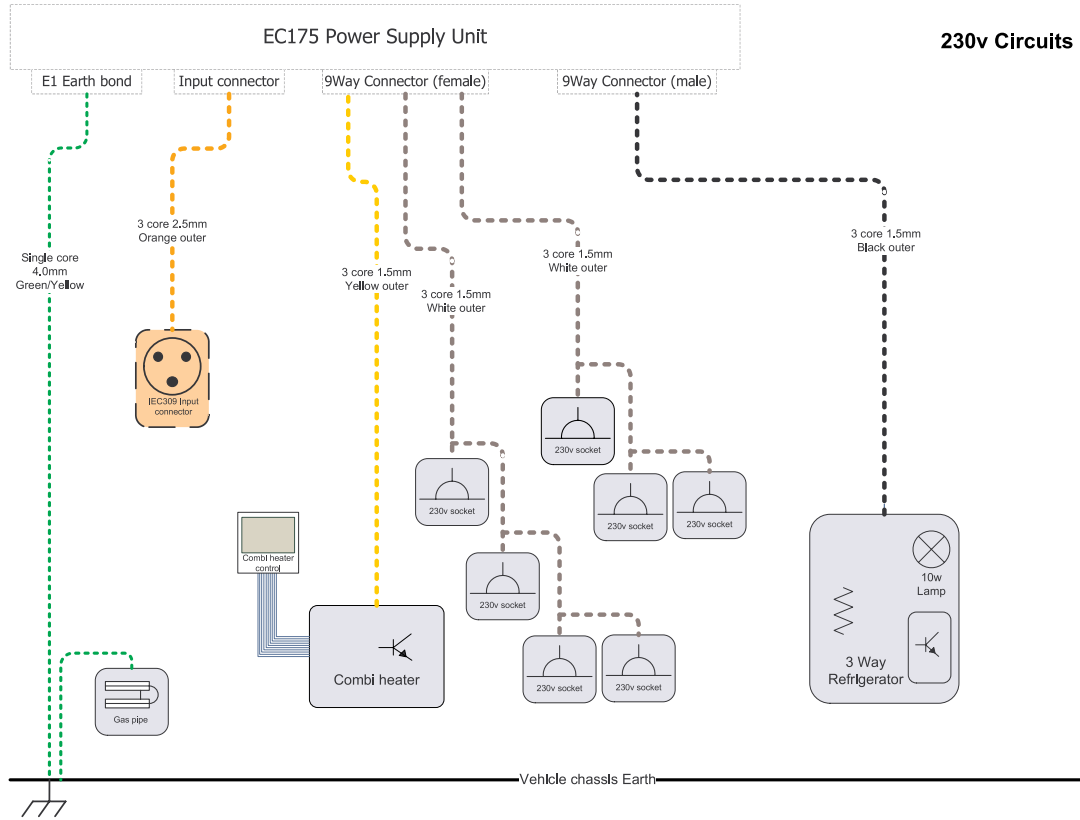 EC175 Power Supply Unit
230v Circuits
E1 Earth bond
Input connector
9Way Connector (female)
9Way Connector (male)
3 core 2.5mm
Orange outer
Single core
4.0mm
Green/Yellow
3 core 1.5mm
Yellow outer
3 core 1.5mm
White outer
3 core 1.5mm
White outer
3 core 1.5mm
Black outer
IEC309 Input
connector
230v socket
230v socket
230v socket
230v socket
230v socket
230v socket
230v socket
Combi heater
control
Combi heater
10w
Lamp
3 Way
Refrigerator
Gas pipe
Vehicle chassis Earth